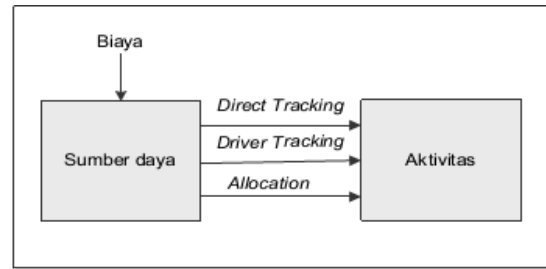 Biaya
Direct Tracking
Driver Tracking
Sumber daya
Aktivitas
Allocation